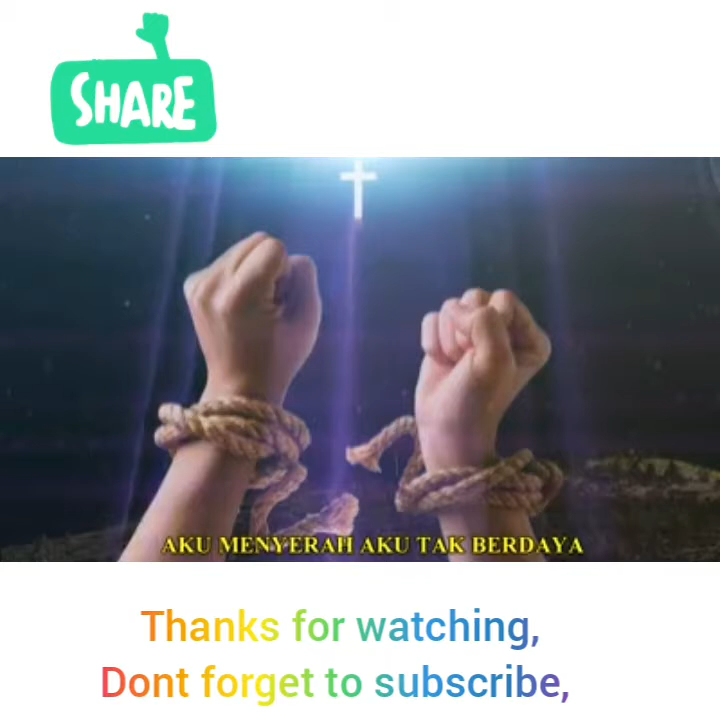 SHARE
AKU MENYERAH AKU TAK BERDAYA
Thanks for watching,
Dont forget to subscribe,